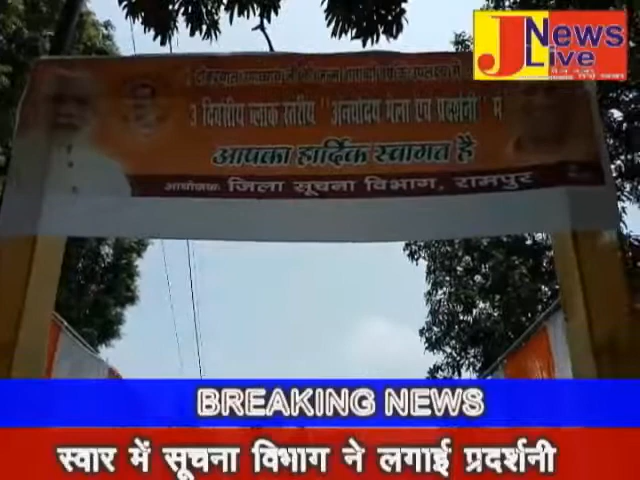 J News
Live
3 दिवसीय ब्लाक स्तरीय "अन्त्योदय मेला एवं प्रदर्शनी" में
आपका हार्दिक स्वागत है
आयोजक: जिला सूचना विभाग, रामपुर
BREAKING NEWS
स्वार में सूचना विभाग ने लगाई प्रदर्शनी